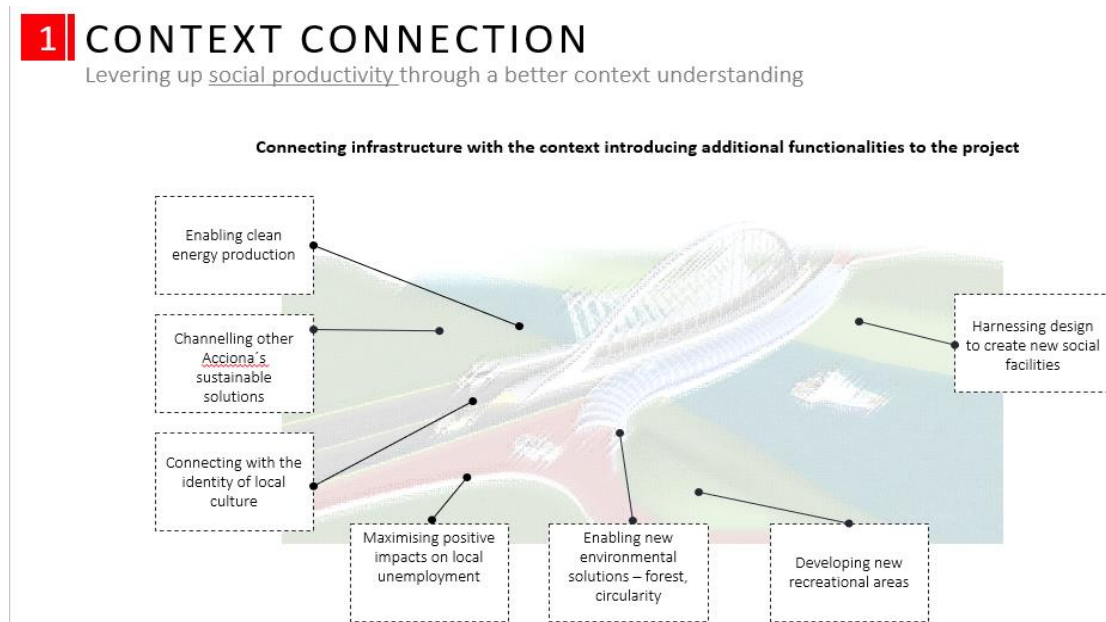 1 CONTEXT CONNECTION
Levering up social productivity through a better context understanding
Connecting infrastructure with the context introducing additional functionalities to the project
Enabling clean
energy production
Channelling other
Acciona´s
sustainable
solutions
Connecting with the
identity of local
culture
Maximising positive
impacts on local
unemployment
Enabling new
environmental
solutions – forest,
circularity
Developing new
recreational areas
Harnessing design
to create new social
facilities